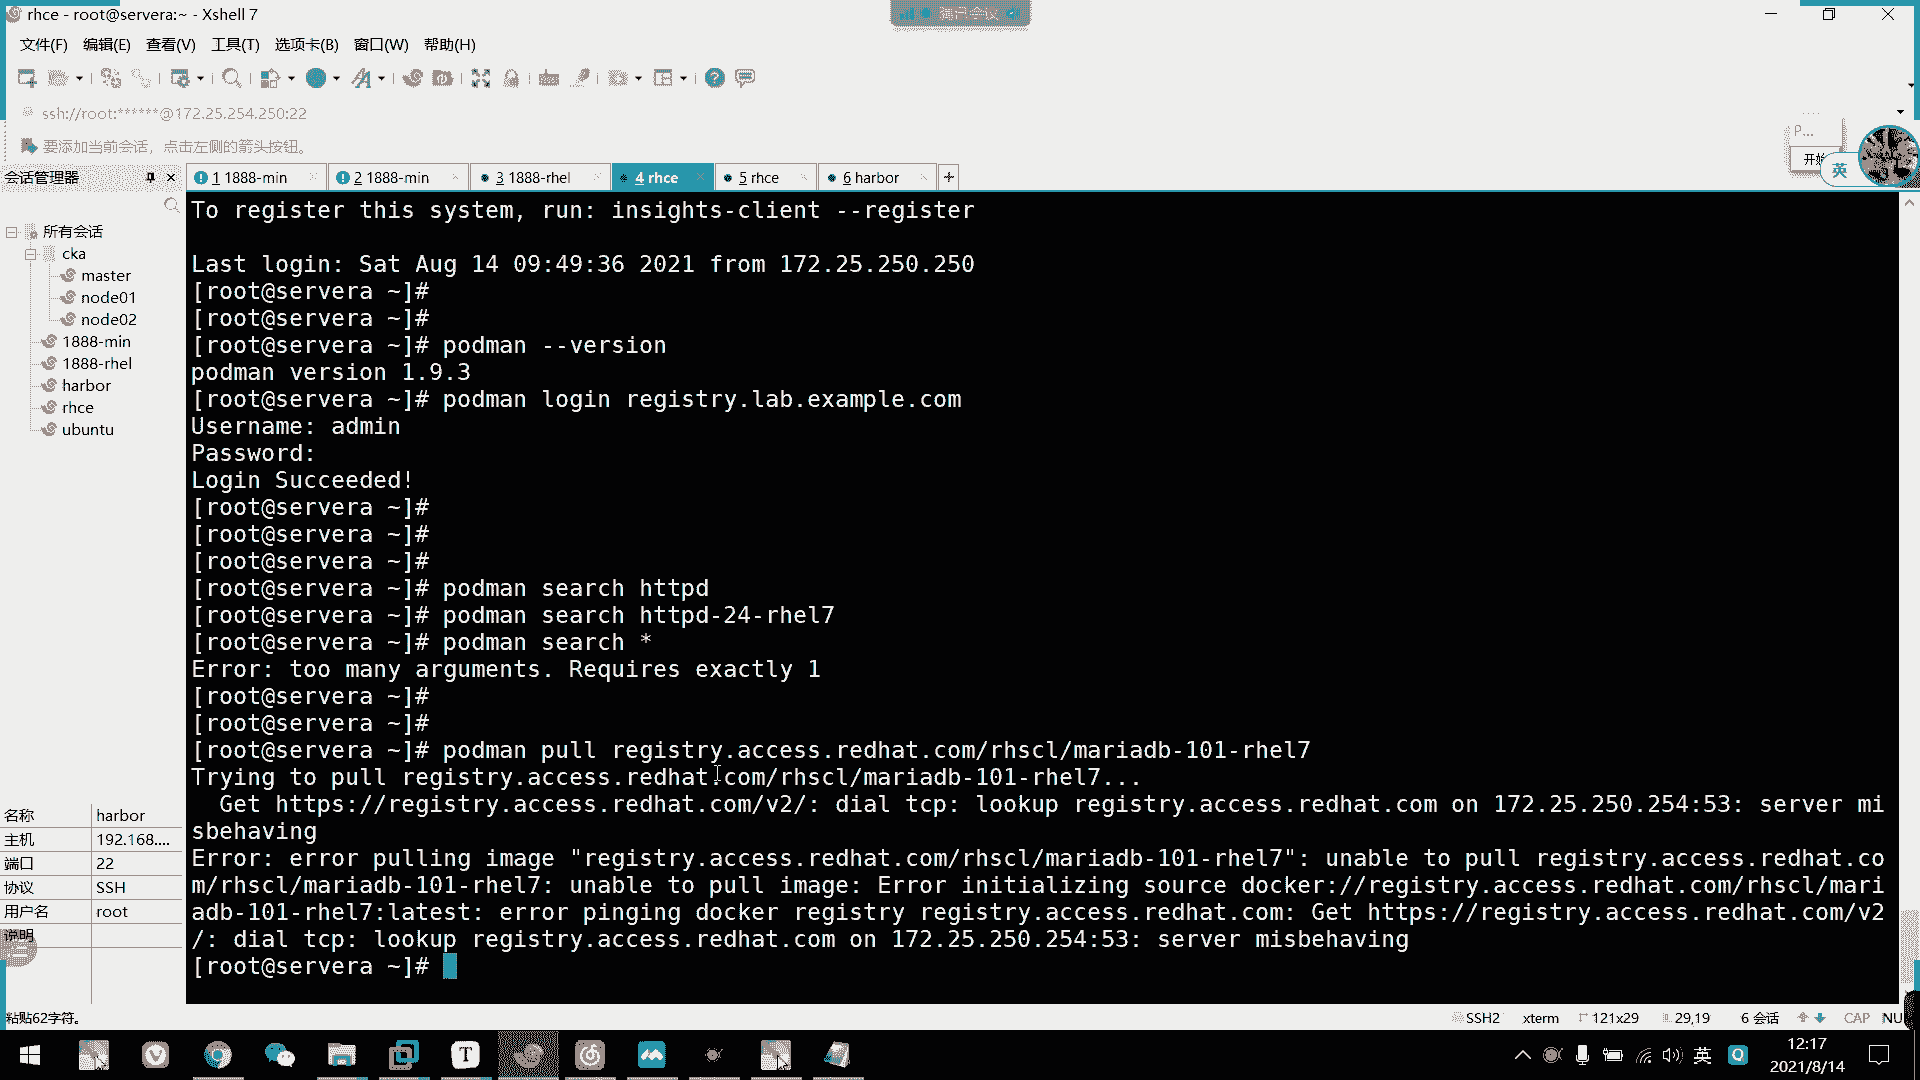 rhce - root@servera:~ - Xshell 7
文件(F) 编辑(E) 查看(V) 工具(T) 选项卡(B) 窗口(W) 帮助(H)
ssh://root:******@172.25.254.250:22
要添加当前会话，点击左侧的箭头按钮。
P...
开始
英
会话管理器
1 1888-min
2 1888-min
3 1888-rhel
4 rhce
5 rhce
6 harbor
所有会话
cka
master
node01
node02
1888-min
1888-rhel
harbor
rhce
ubuntu
To register this system, run: insights-client --register
Last login: Sat Aug 14 09:49:36 2021 from 172.25.250.250
[root@servera ~]#
[root@servera ~]#
[root@servera ~]# podman --version
podman version 1.9.3
[root@servera ~]# podman login registry.lab.example.com
Username: admin
Password:
Login Succeeded!
[root@servera ~]#
[root@servera ~]#
[root@servera ~]#
[root@servera ~]# podman search httpd
[root@servera ~]# podman search httpd-24-rhel7
[root@servera ~]# podman search *
Error: too many arguments. Requires exactly 1
[root@servera ~]#
[root@servera ~]#
[root@servera ~]# podman pull registry.access.redhat.com/rhscl/mariadb-101-rhel7
Trying to pull registry.access.redhat.com/rhscl/mariadb-101-rhel7...
Get https://registry.access.redhat.com/v2/: dial tcp: lookup registry.access.redhat.com on 172.25.250.254:53: server mi
sbehaving
Error: error pulling image "registry.access.redhat.com/rhscl/mariadb-101-rhel7": unable to pull registry.access.redhat.co
m/rhscl/mariadb-101-rhel7: unable to pull image: Error initializing source docker://registry.access.redhat.com/rhscl/mari
adb-101-rhel7:latest: error pinging docker registry registry.access.redhat.com: Get https://registry.access.redhat.com/v2
/: dial tcp: lookup registry.access.redhat.com on 172.25.250.254:53: server misbehaving
[root@servera ~]#
名称 harbor
主机 192.168....
端口 22
协议 SSH
用户名 root
说明
粘贴62字符。
SSH2 xterm 121x29 29,19 6 会话 CAP NU
英
12:17
2021/8/14